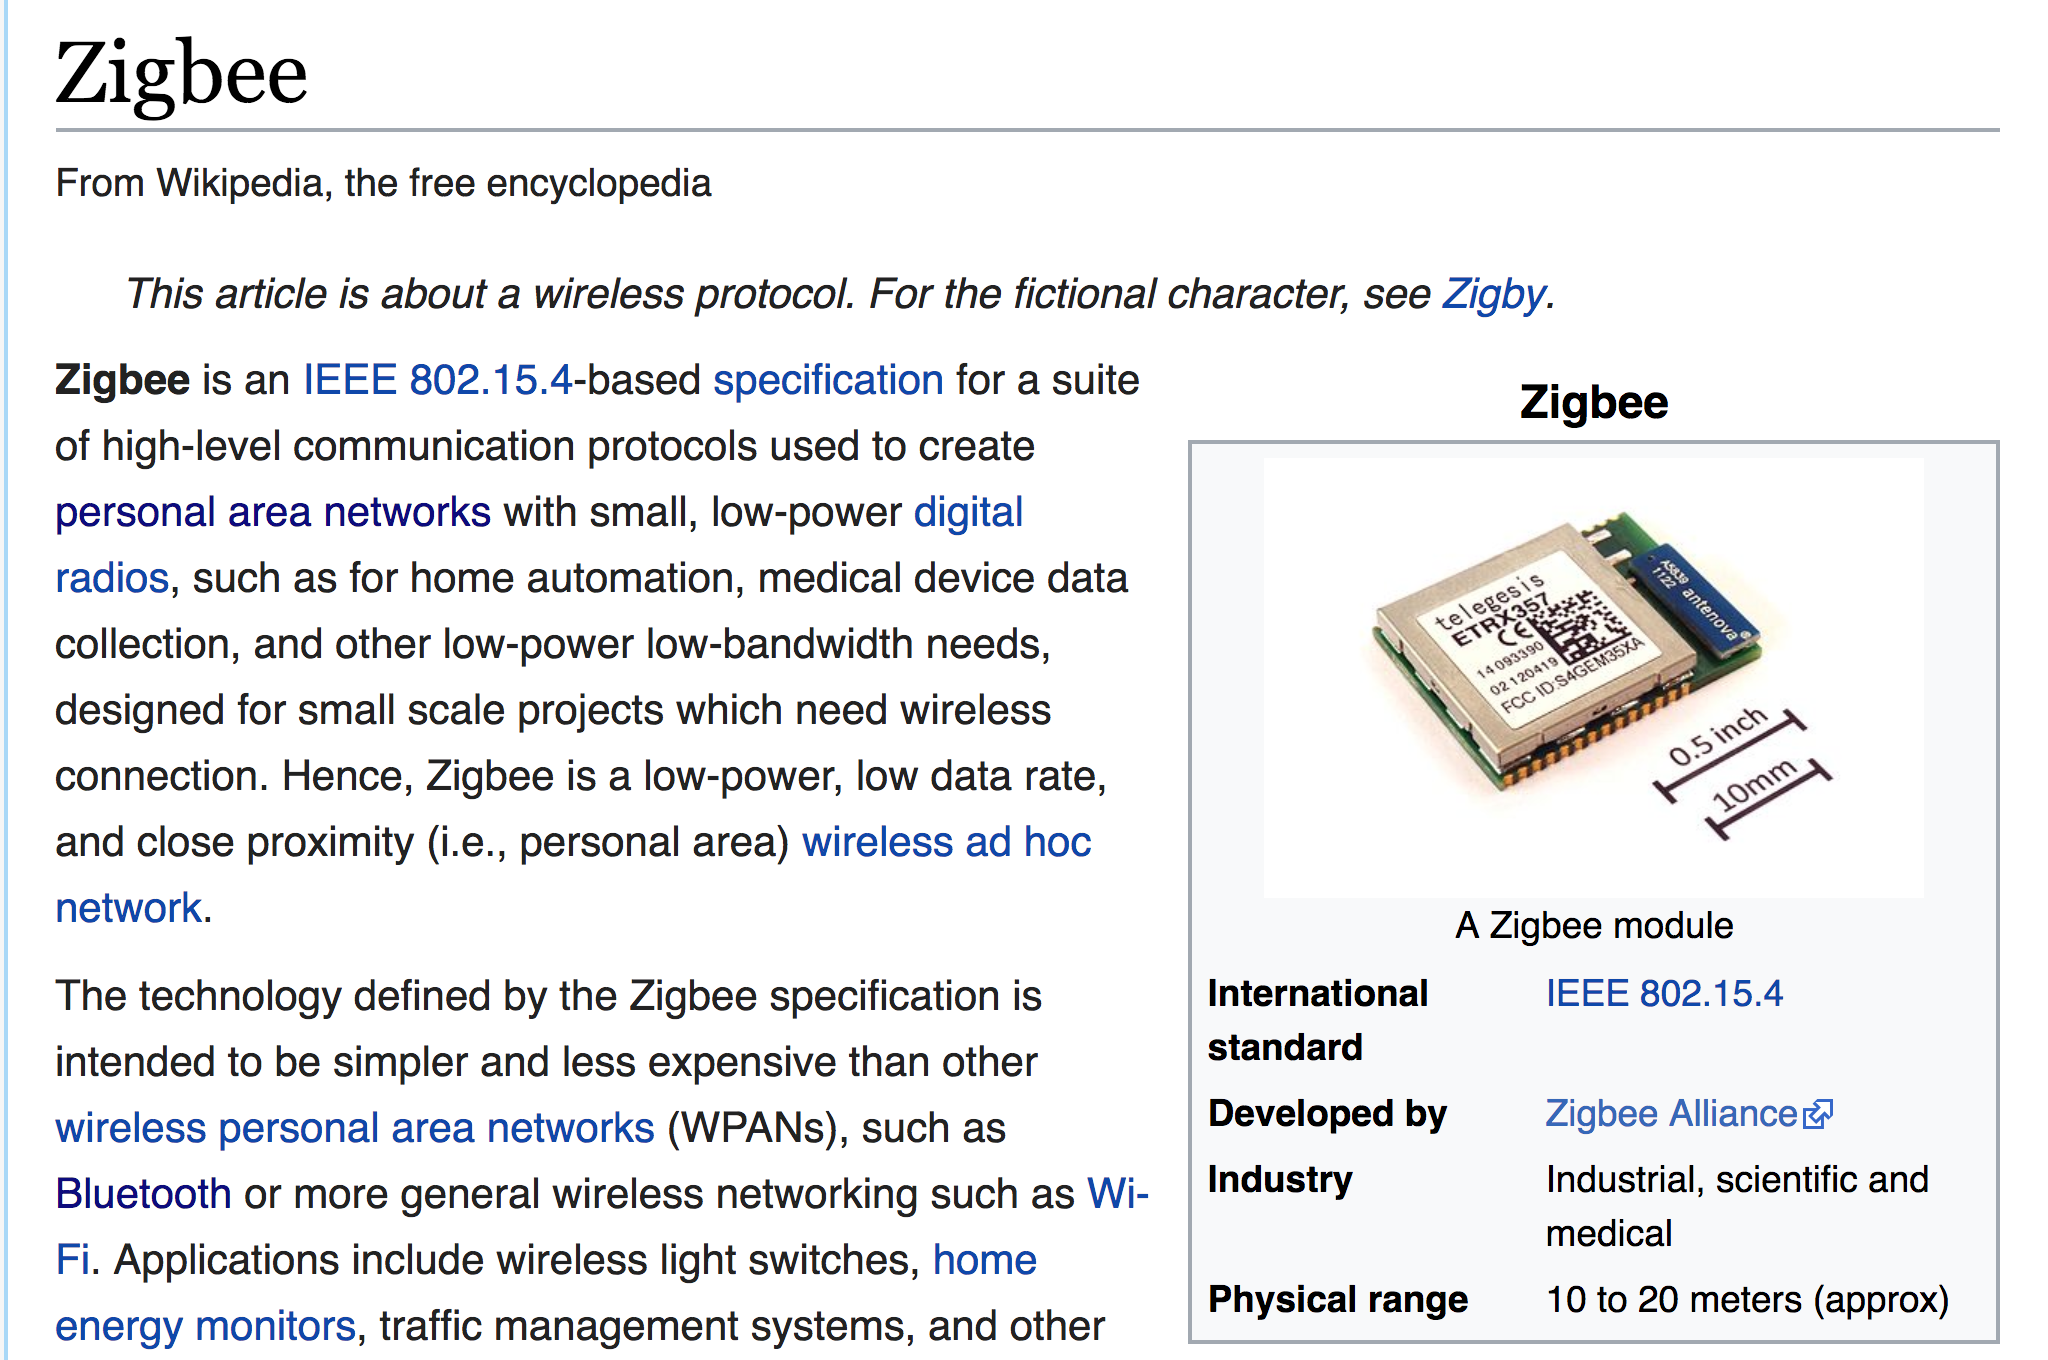 Zigbee
From Wikipedia, the free encyclopedia
This article is about a wireless protocol. For the fictional character, see Zigby.
Zigbee is an IEEE 802.15.4-based specification for a suite
of high-level communication protocols used to create
personal area networks with small, low-power digital
radios, such as for home automation, medical device data
collection, and other low-power low-bandwidth needs,
designed for small scale projects which need wireless
connection. Hence, Zigbee is a low-power, low data rate,
and close proximity (i.e., personal area) wireless ad hoc
network.
The technology defined by the Zigbee specification is
intended to be simpler and less expensive than other
wireless personal area networks (WPANs), such as
Bluetooth or more general wireless networking such as Wi-
Fi. Applications include wireless light switches, home
energy monitors, traffic management systems, and other
Zigbee
telegesis
ETRX357
CE
14 093390
02 120419
FCC ID:S4GEM35XA
A5839
1122 antenova®
0.5 inch
10mm
A Zigbee module
International standard
IEEE 802.15.4
Developed by
Zigbee Alliance
Industry
Industrial, scientific and
medical
Physical range
10 to 20 meters (approx)